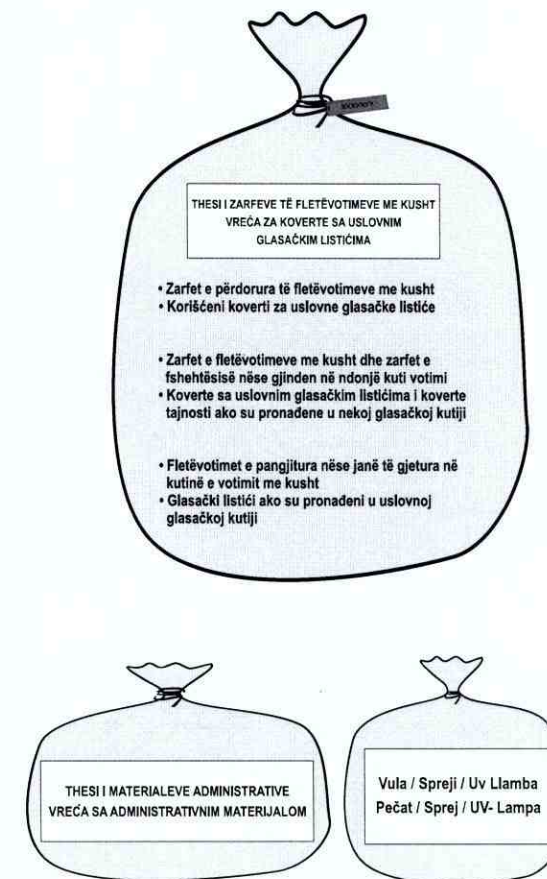 THESI I ZARFEVE TË FLETËVOTIMEVE ME KUSHT
VREĆA ZA KOVERTE SA USLOVNIM
GLASAČKIM LISTIĆIMA
• Zarfet e përdorura të fletëvotimeve me kusht
• Korišćeni koverti za uslovne glasačke listiće
• Zarfet e fletëvotimeve me kusht dhe zarfet e
fshehtësisë nëse gjinden në ndonjë kuti votimi
• Koverte sa uslovnim glasačkim listićima i koverte
tajnosti ako su pronađene u nekoj glasačkoj kutiji
• Fletëvotimet e pangjitura nëse janë të gjetura në
kutinë e votimit me kusht
• Glasački listići ako su pronađeni u uslovnoj
glasačkoj kutiji
THESI I MATERIALEVE ADMINISTRATIVE
VREĆA SA ADMINISTRATIVNIM MATERIJALOM
Vula / Spreji / Uv Llamba
Pečat / Sprej / UV- Lampa